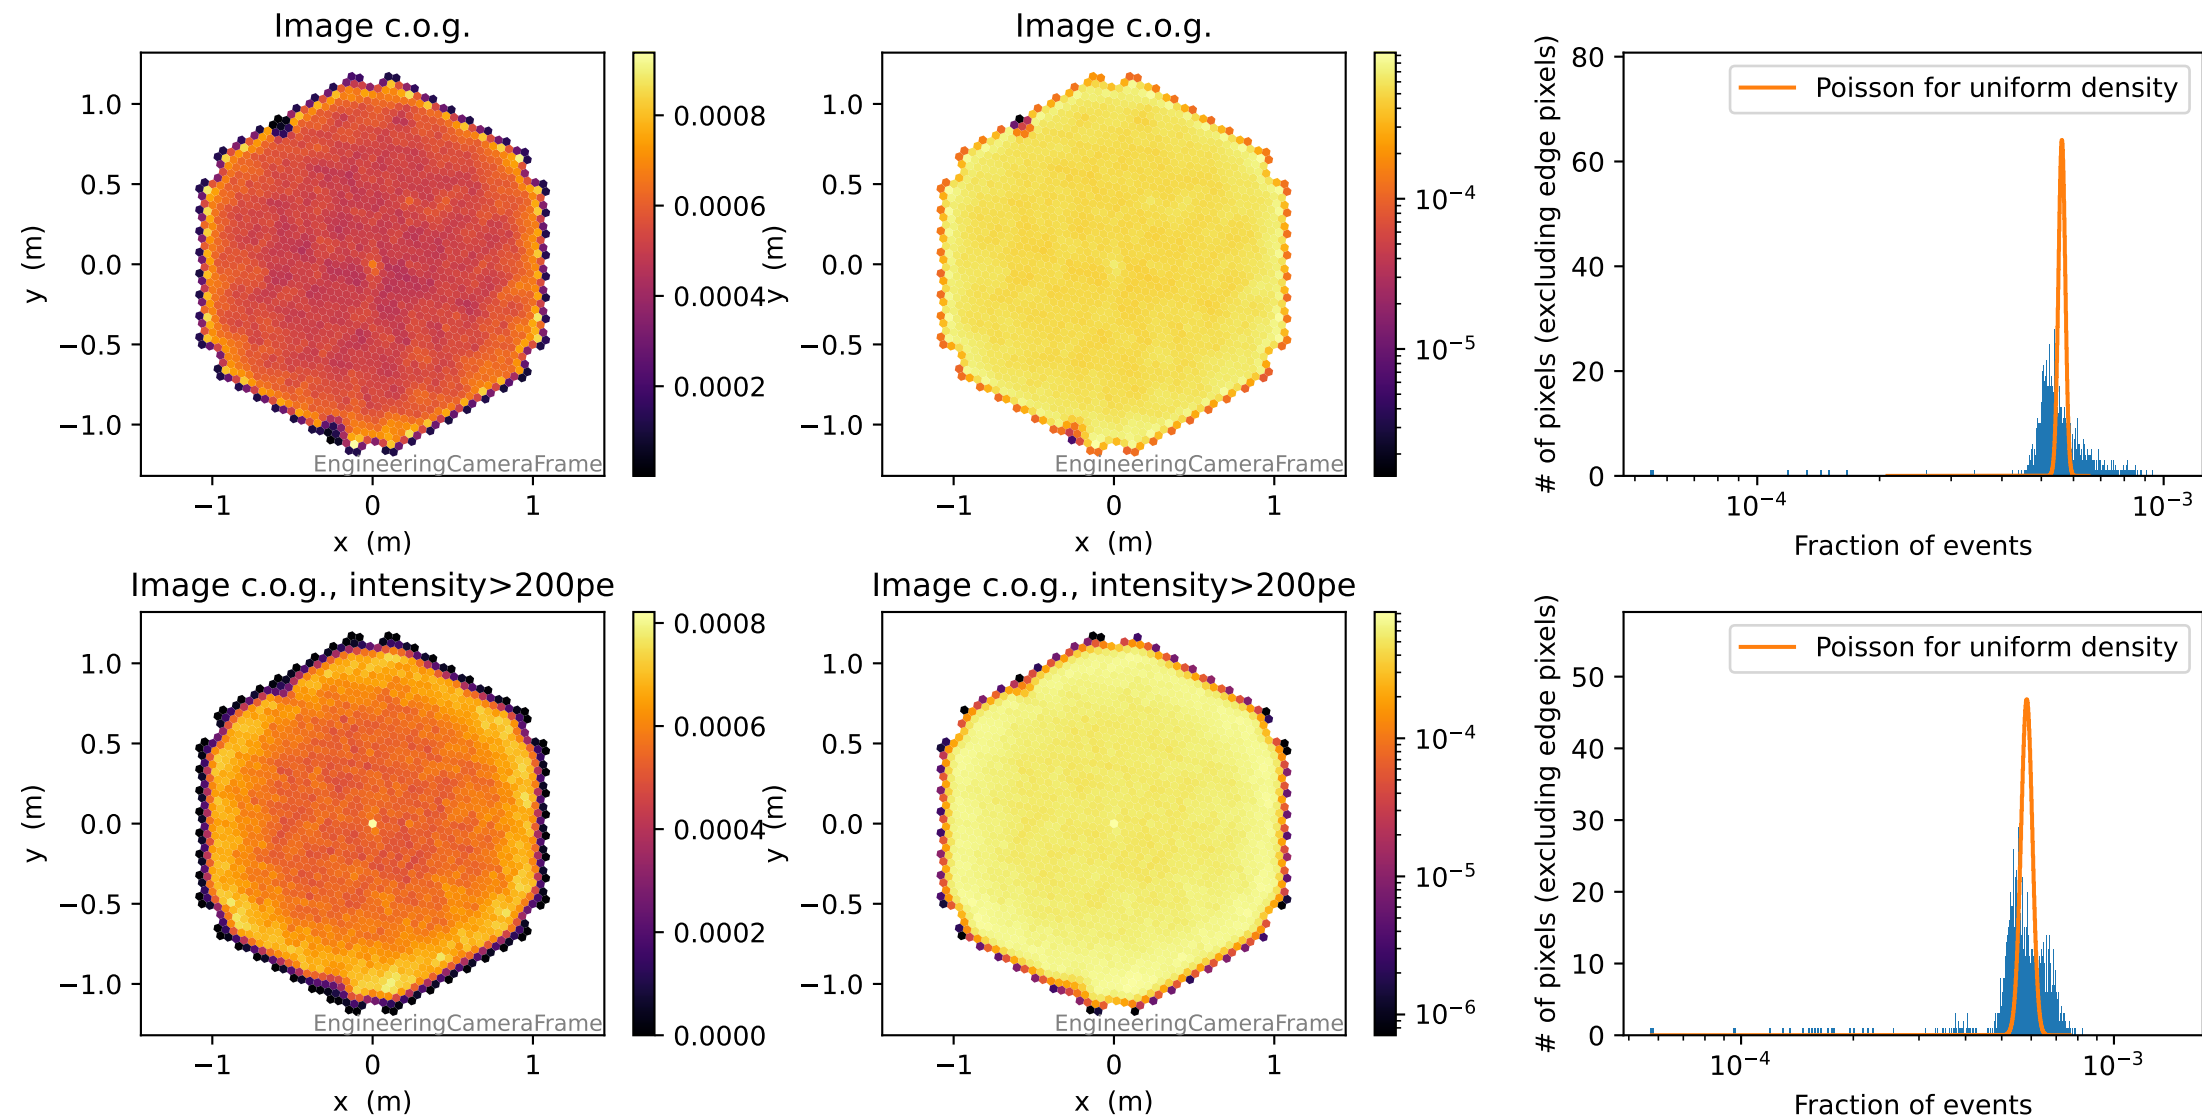 Image c.o.g.
1.0
0.5
0.0
−0.5
−1.0
y (m)
−1
0
1
x (m)
EngineeringCameraFrame
0.0008
0.0006
0.0004
0.0002
Image c.o.g.
1.0
0.5
0.0
−0.5
−1.0
y (m)
−1
0
1
x (m)
EngineeringCameraFrame
10⁻⁴
10⁻⁵
80
60
40
20
0
# of pixels (excluding edge pixels)
Poisson for uniform density
10⁻⁴
10⁻³
Fraction of events
Image c.o.g., intensity>200pe
1.0
0.5
0.0
−0.5
−1.0
y (m)
−1
0
1
x (m)
EngineeringCameraFrame
0.0008
0.0006
0.0004
0.0002
0.0000
Image c.o.g., intensity>200pe
1.0
0.5
0.0
−0.5
−1.0
y (m)
−1
0
1
x (m)
EngineeringCameraFrame
10⁻⁴
10⁻⁵
10⁻⁶
50
40
30
20
10
0
# of pixels (excluding edge pixels)
Poisson for uniform density
10⁻⁴
10⁻³
Fraction of events